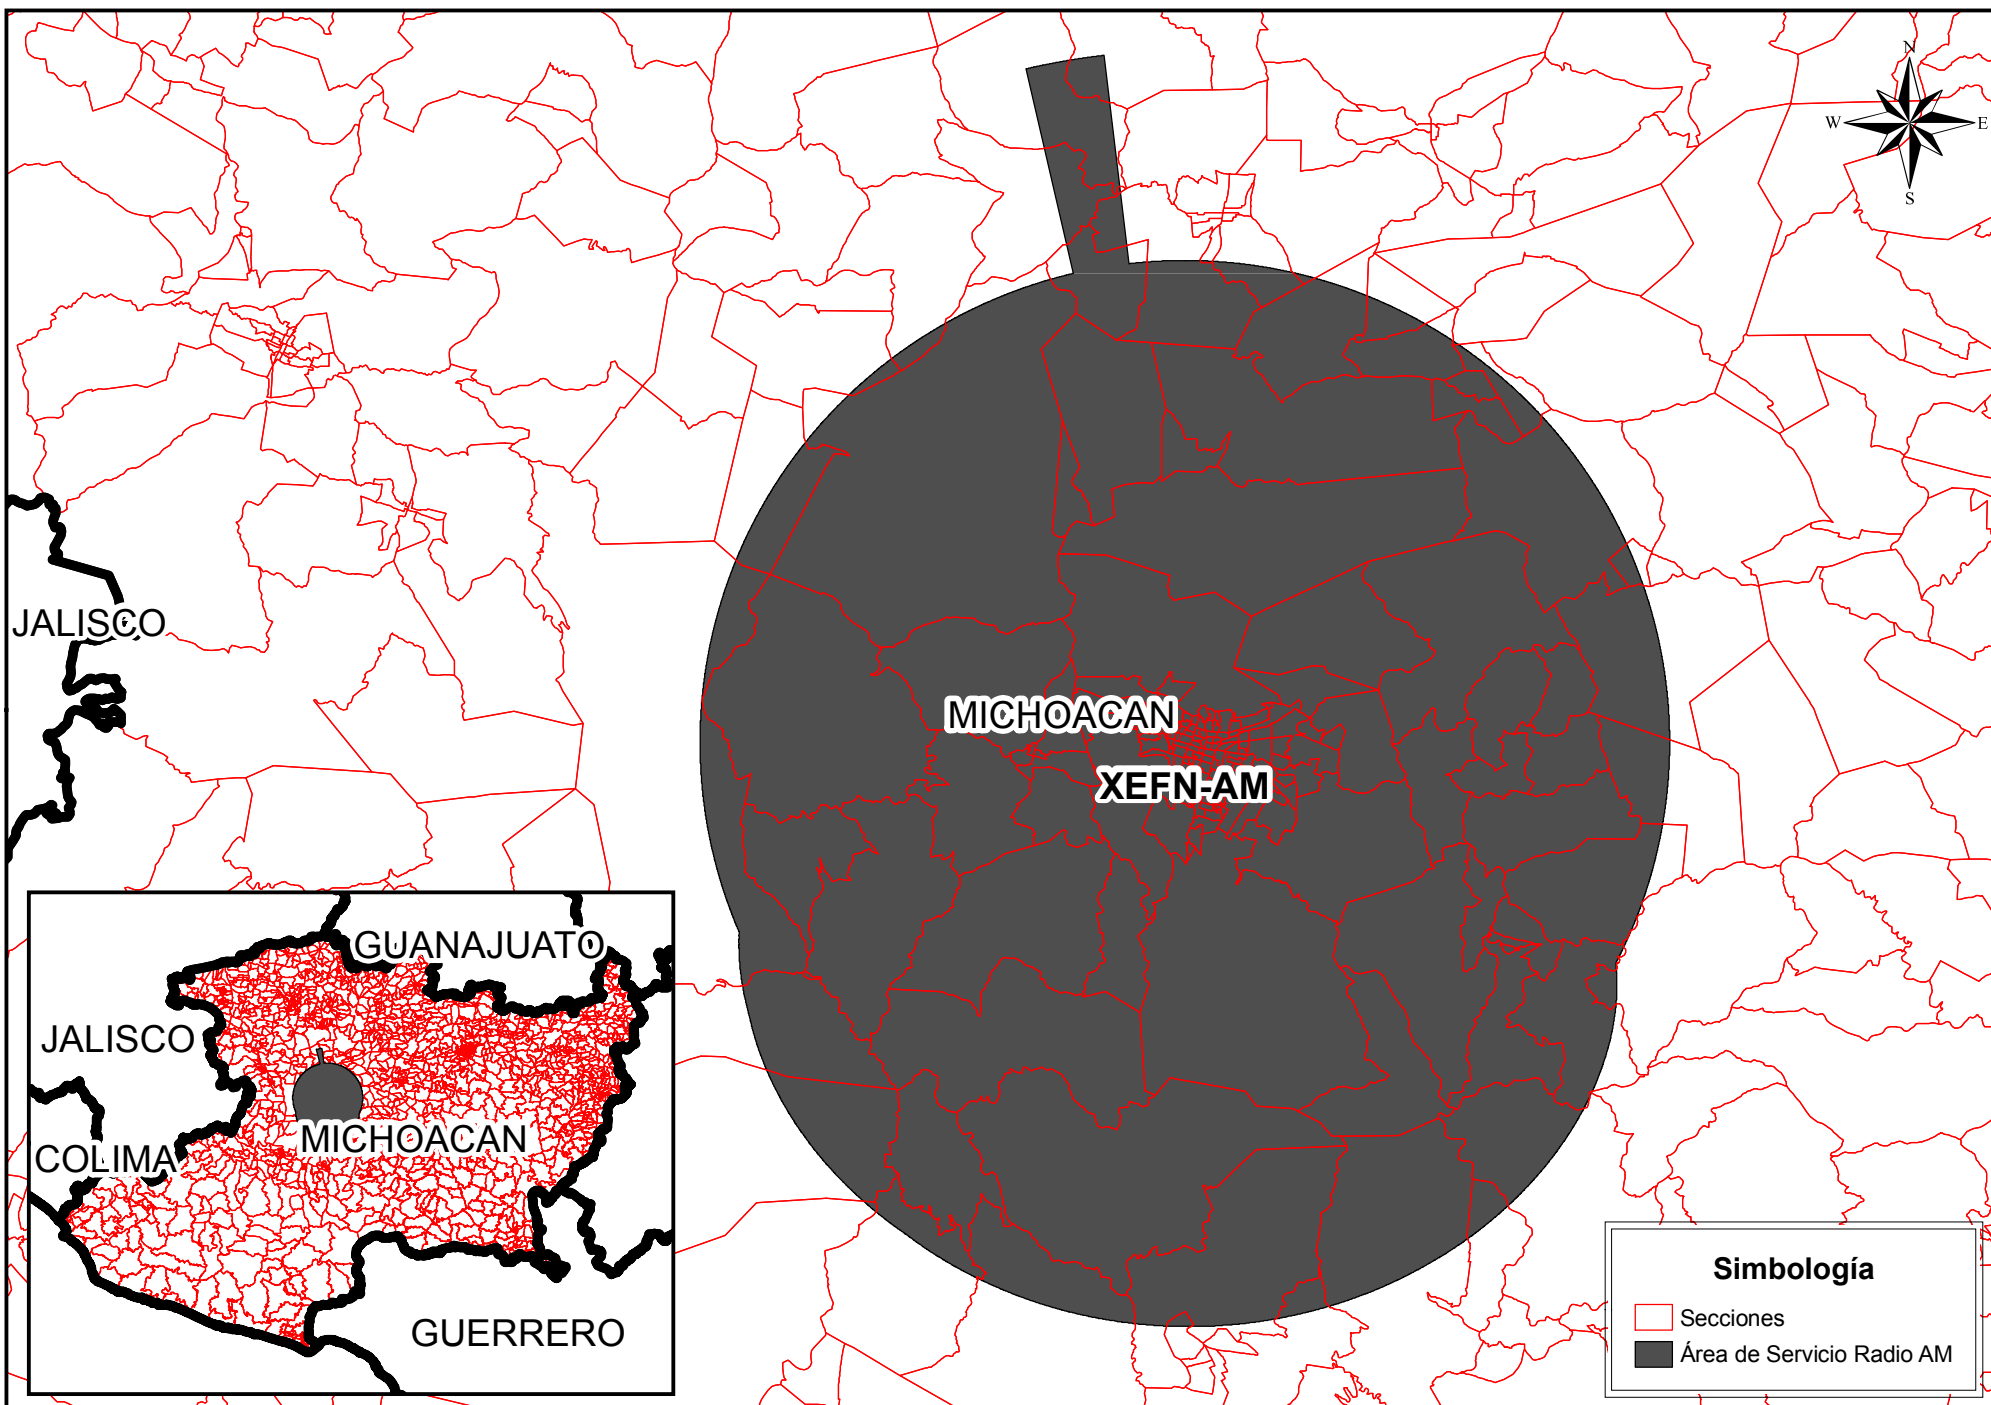 N
W
E
S
JALISCO
MICHOACAN
XEFN-AM
GUANAJUATO
JALISCO
MICHOACAN
COLIMA
GUERRERO
Simbología
Secciones
Área de Servicio Radio AM